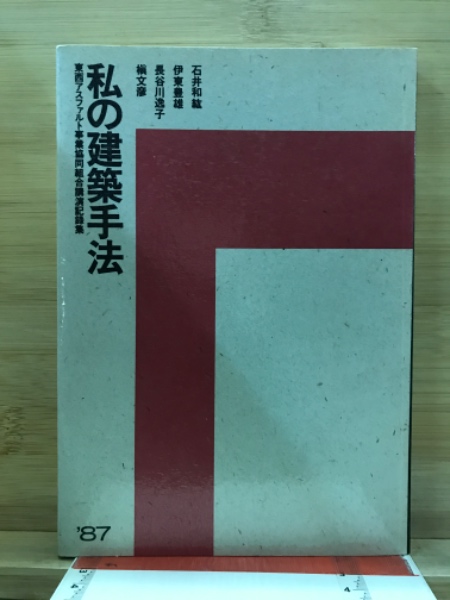 石井和紘
伊東豊雄
長谷川逸子
槇文彦
私の建築手法
東西アスファルト事業協同組合講演記録集
'87
3
4